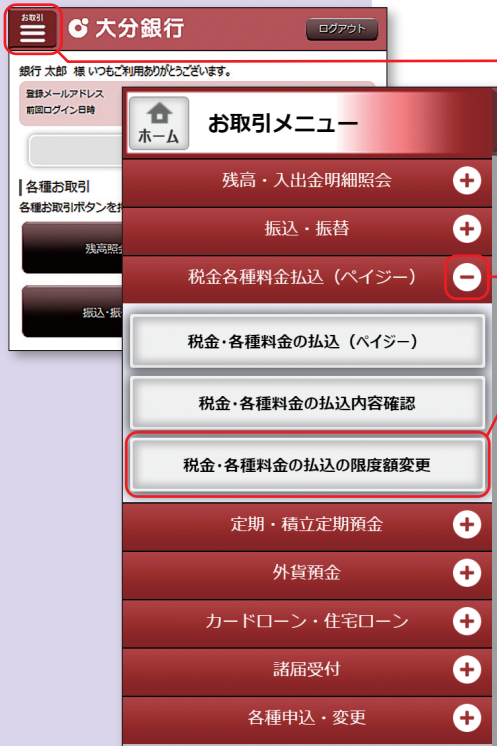 お取引
大分銀行
ログアウト
銀行 太郎 様 いつもご利用ありがとうございます。
登録メールアドレス
前回ログイン日時
各種お取引
各種お取引ボタンを
残高照
振込・振
ホーム
お取引メニュー
残高・入出金明細照会
振込・振替
税金各種料金払込（ペイジー）
税金・各種料金の払込（ペイジー）
税金・各種料金の払込内容確認
税金・各種料金の払込の限度額変更
定期・積立定期預金
外貨預金
カードローン・住宅ローン
諸届受付
各種申込・変更